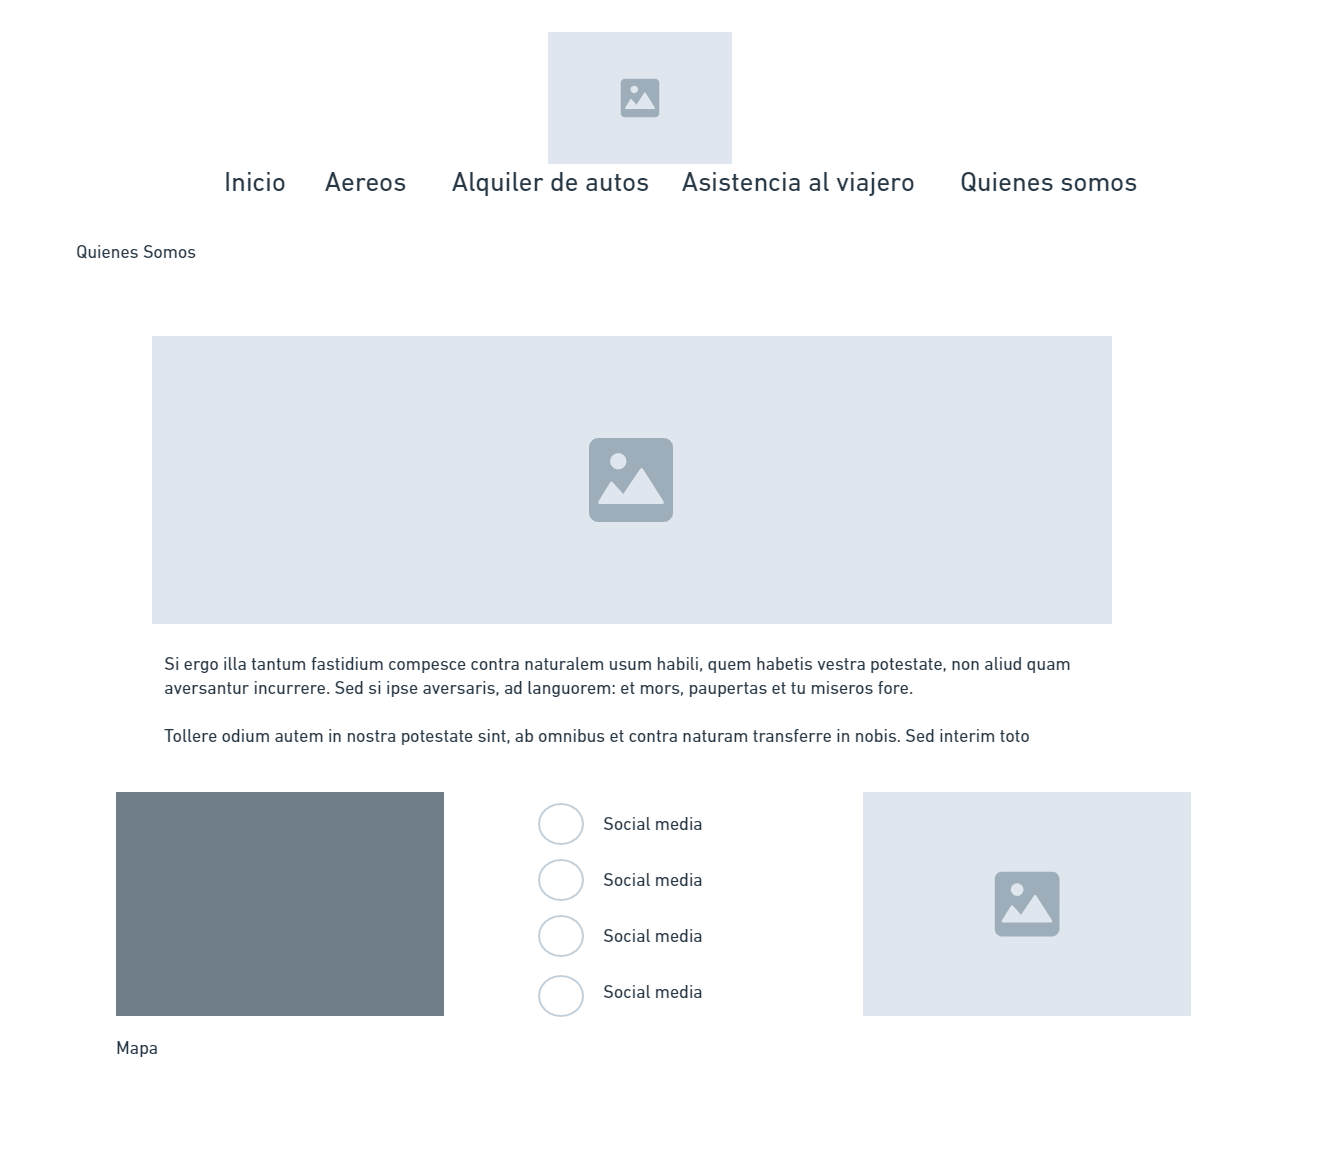 Inicio Aereos Alquiler de autos Asistencia al viajero Quienes somos
Quienes Somos
Si ergo illa tantum fastidium compesce contra naturalem usum habili, quem habetis vestra potestate, non aliud quam
aversantur incurrere. Sed si ipse aversaris, ad languorem: et mors, paupertas et tu miseros fore.
Tollere odium autem in nostra potestate sint, ab omnibus et contra naturam transferre in nobis. Sed interim toto
Social media
Social media
Social media
Social media
Mapa